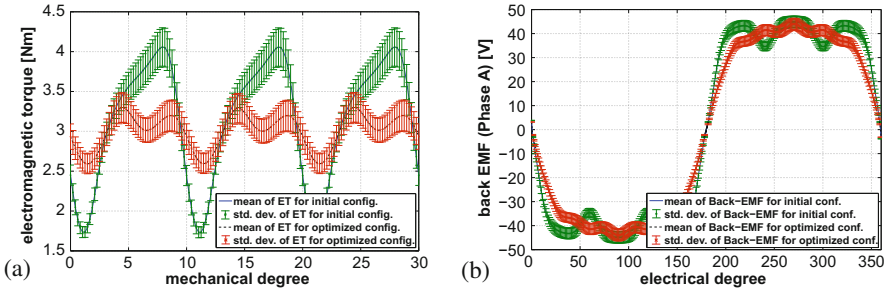 4.5
4
3.5
3
2.5
2
1.5
electromagnetic torque [Nm]
mean of ET for initial config.
std. dev. of ET for initial config.
mean of ET for optimized config.
std. dev. of ET for optimized config.
0 5 10 15 20 25 30
mechanical degree
(a)
50
40
30
20
10
0
−10
−20
−30
−40
−50
back EMF (Phase A) [V]
mean of Back−EMF for initial conf.
std. dev. of Back−EMF for initial conf.
mean of Back−EMF for optimized conf.
std. dev. of Back−EMF for optimized conf.
0 50 100 150 200 250 300 350
electrical degree
(b)